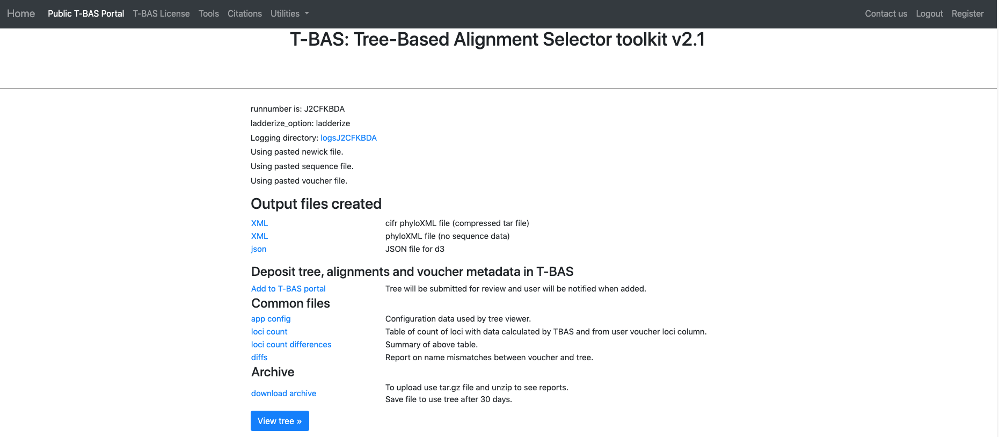 Home Public T-BAS Portal T-BAS License Tools Citations Utilities Contact us Logout Register
T-BAS: Tree-Based Alignment Selector toolkit v2.1
runnumber is: J2CFKBDA
ladderize_option: ladderize
Logging directory: logsJ2CFKBDA
Using pasted newick file.
Using pasted sequence file.
Using pasted voucher file.
Output files created
XML cifr phyloXML file (compressed tar file)
XML phyloXML file (no sequence data)
json JSON file for d3
Deposit tree, alignments and voucher metadata in T-BAS
Add to T-BAS portal Tree will be submitted for review and user will be notified when added.
Common files
app config Configuration data used by tree viewer.
loci count Table of count of loci with data calculated by TBAS and from user voucher loci column.
loci count differences Summary of above table.
diffs Report on name mismatches between voucher and tree.
Archive
download archive To upload use tar.gz file and unzip to see reports.
Save file to use tree after 30 days.
View tree »